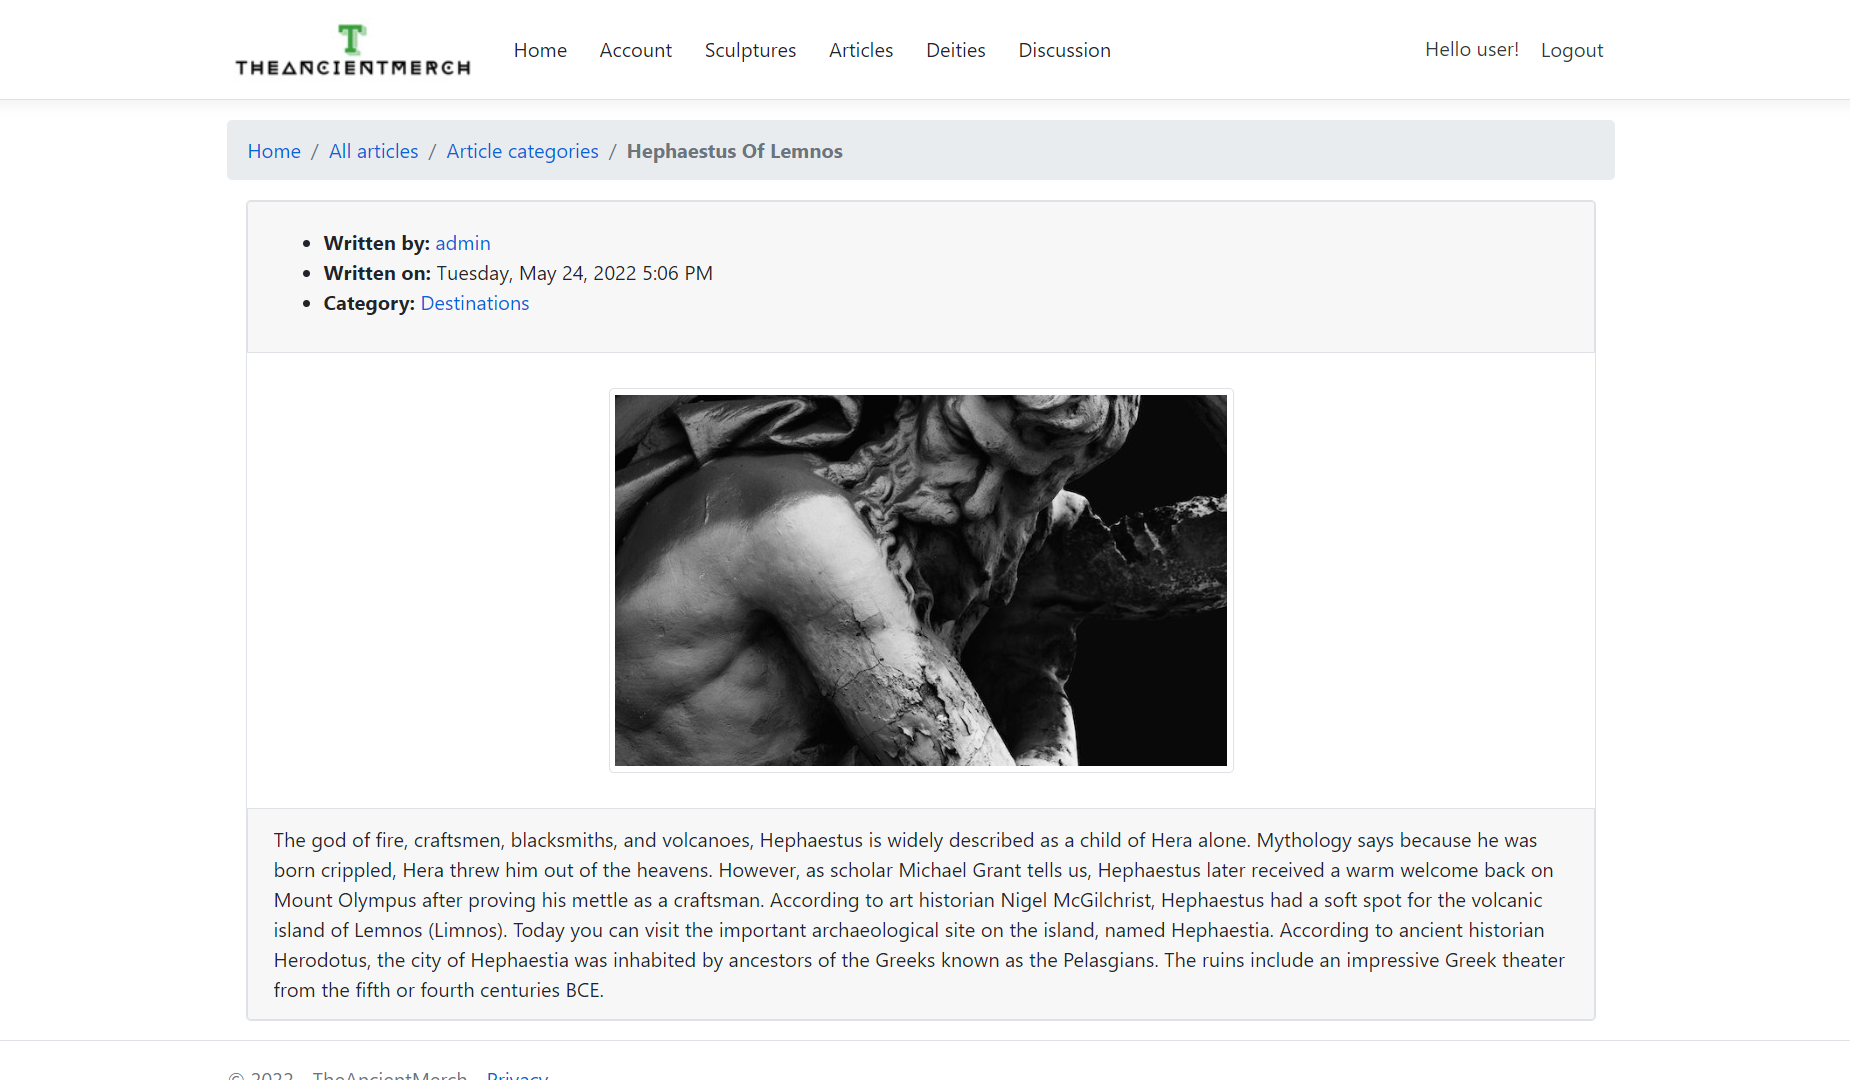 T
THEANCIENTMERCH
Home Account Sculptures Articles Deities Discussion Hello user! Logout
Home / All articles / Article categories / Hephaestus Of Lemnos
Written by: admin
Written on: Tuesday, May 24, 2022 5:06 PM
Category: Destinations
The god of fire, craftsmen, blacksmiths, and volcanoes, Hephaestus is widely described as a child of Hera alone. Mythology says because he was
born crippled, Hera threw him out of the heavens. However, as scholar Michael Grant tells us, Hephaestus later received a warm welcome back on
Mount Olympus after proving his mettle as a craftsman. According to art historian Nigel McGilchrist, Hephaestus had a soft spot for the volcanic
island of Lemnos (Limnos). Today you can visit the important archaeological site on the island, named Hephaestia. According to ancient historian
Herodotus, the city of Hephaestia was inhabited by ancestors of the Greeks known as the Pelasgians. The ruins include an impressive Greek theater
from the fifth or fourth centuries BCE.
© 2022 - TheAncientMerch - Privacy